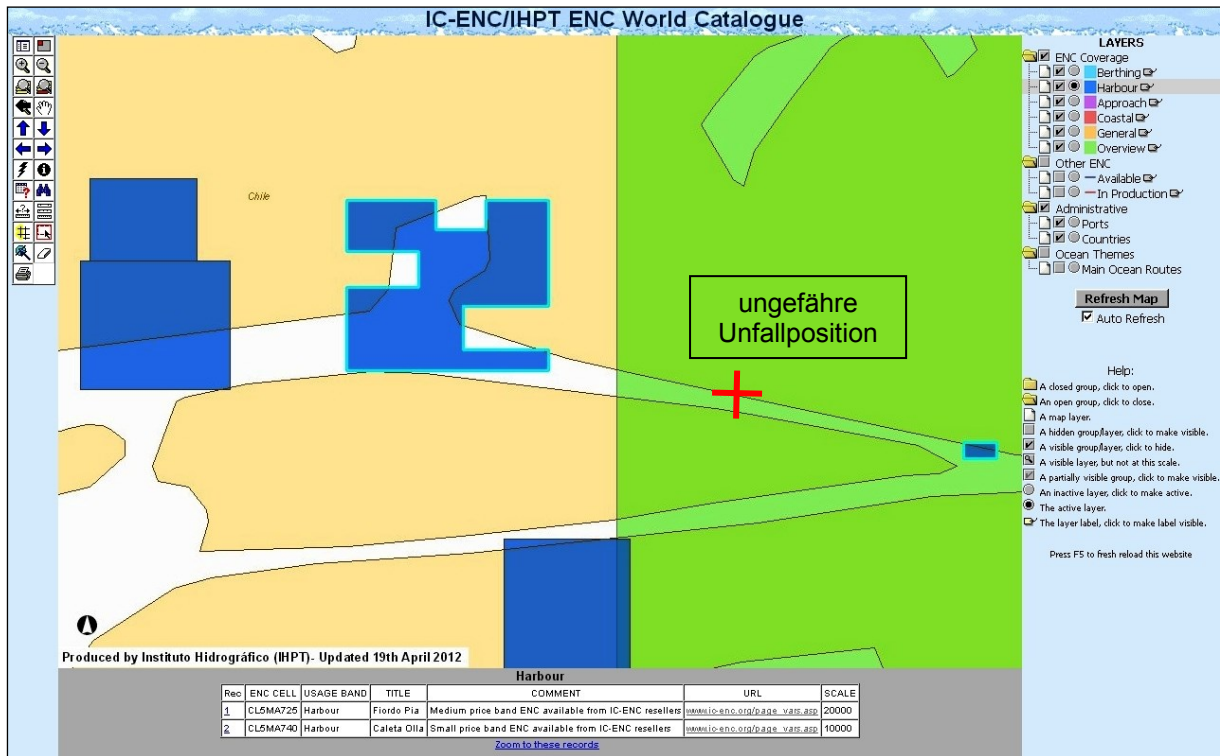 IC-ENC/IHPT ENC World Catalogue
LAYERS
ENC Coverage
Berthing
Harbour
Approach
Coastal
General
Overview
Other ENC
Available
In Production
Administrative
Ports
Countries
Ocean Themes
Main Ocean Routes
Refresh Map
Auto Refresh
Help:
A closed group, click to open.
An open group, click to close.
A map layer.
A hidden group/layer, click to make visible.
A visible group/layer, click to hide.
A visible layer, but not at this scale.
A partially visible group, click to make visible.
An inactive layer, click to make active.
The active layer.
The layer label, click to make label visible.
Press F5 to fresh reload this website
Chile
ungefähre
Unfallposition
Produced by Instituto Hidrográfico (IHPT)- Updated 19th April 2012
Harbour
Rec ENC CELL USAGE BAND TITLE COMMENT URL SCALE
1 CL5MA725 Harbour Fiordo Pia Medium price band ENC available from IC-ENC resellers www.ic-enc.org/page_vars.asp 20000
2 CL5MA740 Harbour Caleta Olla Small price band ENC available from IC-ENC resellers www.ic-enc.org/page_vars.asp 10000
Zoom to these records